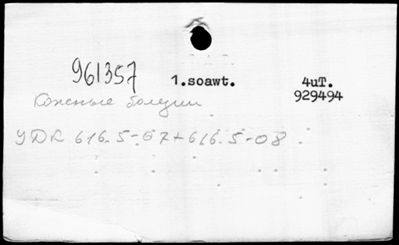 961357 1.soawt. 4uT.
929494
Кожные болезни
УДК 616.5-07+616.5-08